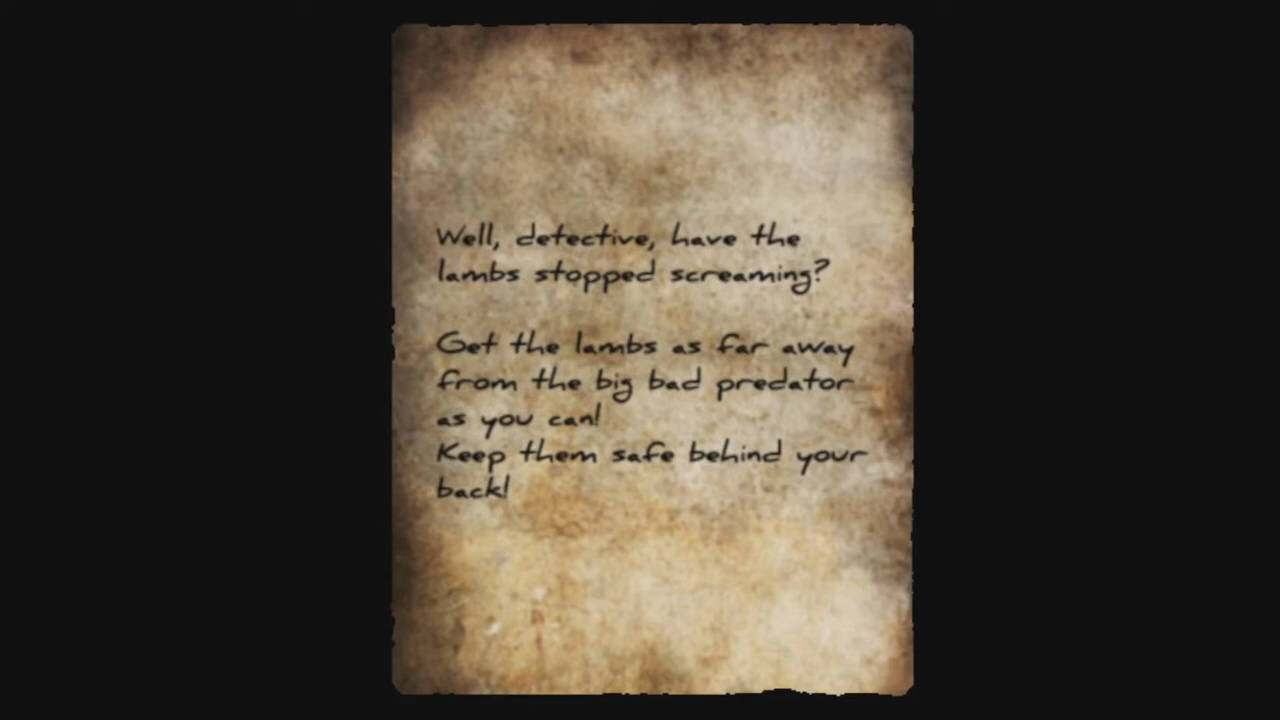 Well, detective, have the
lambs stopped screaming?
Get the lambs as far away
from the big bad predator
as you can!
Keep them safe behind your
back!